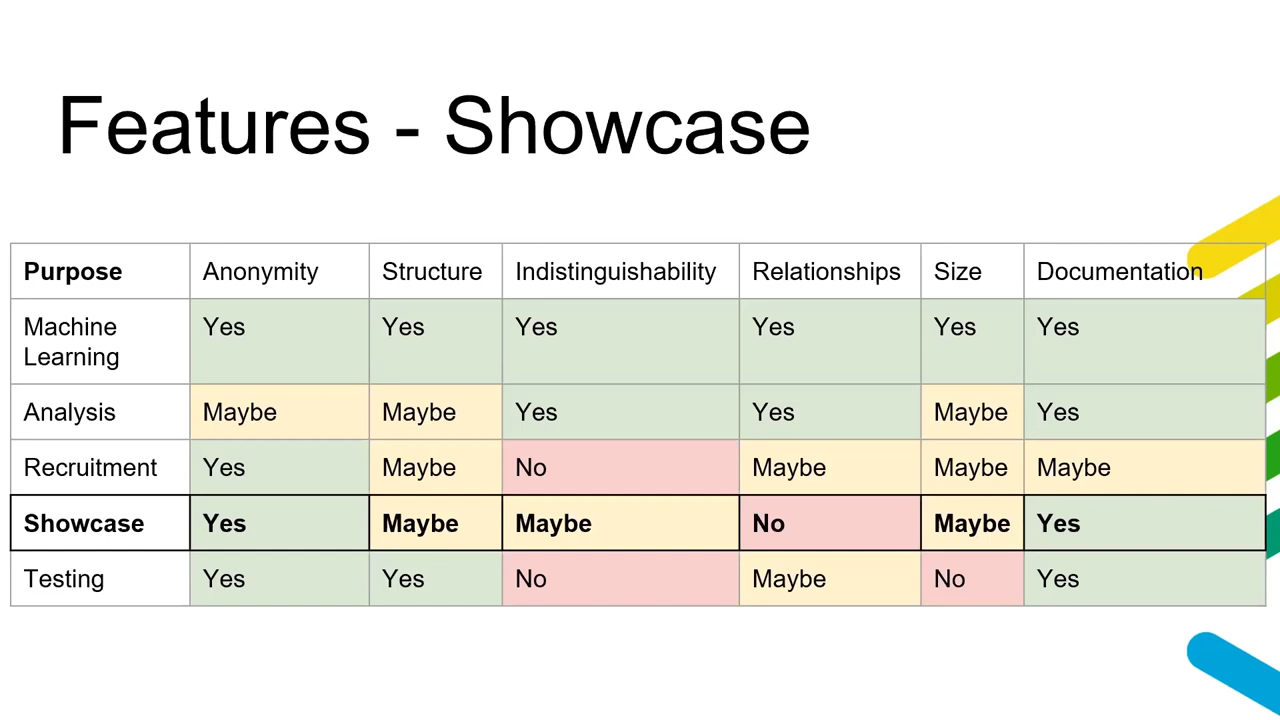 Features - Showcase
Purpose Anonymity Structure Indistinguishability Relationships Size Documentation
Machine Learning Yes Yes Yes Yes Yes Yes
Analysis Maybe Maybe Yes Yes Maybe Yes
Recruitment Yes Maybe No Maybe Maybe Maybe
Showcase Yes Maybe Maybe No Maybe Yes
Testing Yes Yes No Maybe No Yes